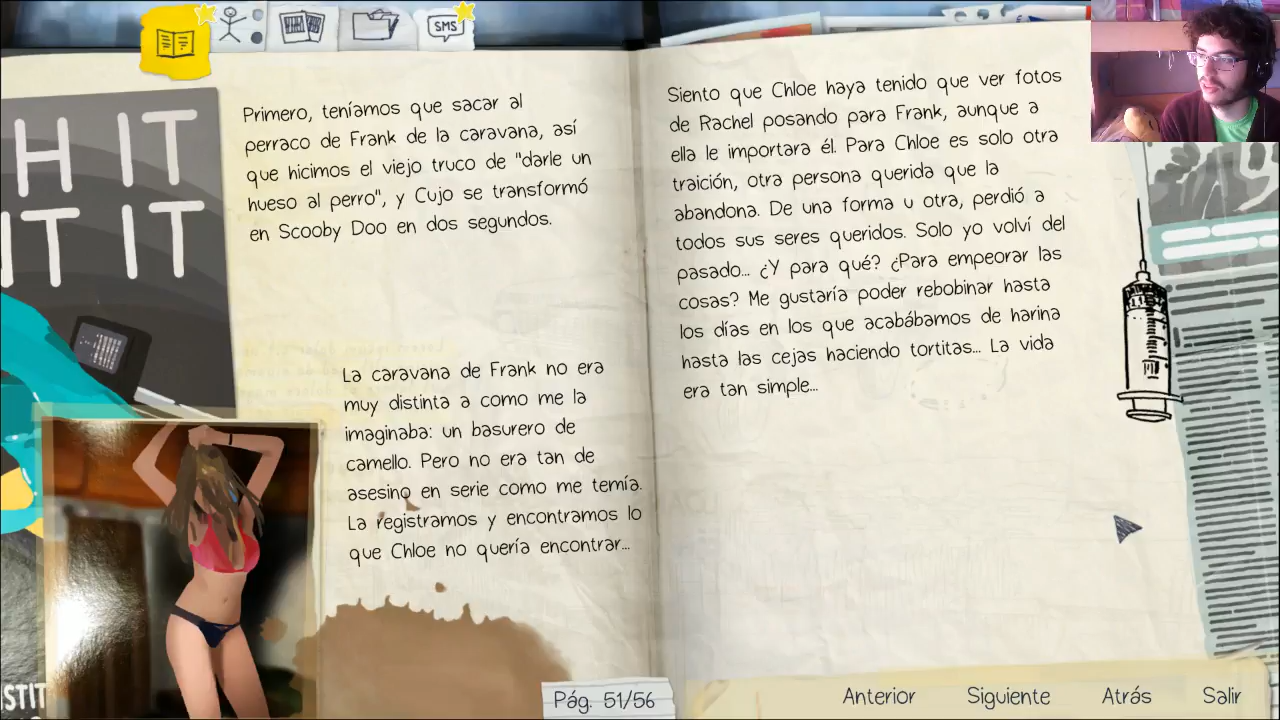 SMS
H IT
IT IT
Primero, teníamos que sacar al
perraco de Frank de la caravana, así
que hicimos el viejo truco de "darle un
hueso al perro", y Cujo se transformó
en Scooby Doo en dos segundos.
La caravana de Frank no era
muy distinta a como me la
imaginaba: un basurero de
camello. Pero no era tan de
asesino en serie como me temía.
La registramos y encontramos lo
que Chloe no quería encontrar...
STIT
Siento que Chloe haya tenido que ver fotos
de Rachel posando para Frank, aunque a
ella le importara él. Para Chloe es solo otra
traición, otra persona querida que la
abandona. De una forma u otra, perdió a
todos sus seres queridos. Solo yo volví del
pasado... ¿Y para qué? ¿Para empeorar las
cosas? Me gustaría poder rebobinar hasta
los días en los que acabábamos de harina
hasta las cejas haciendo tortitas... La vida
era tan simple...
Pág. 51/56
Anterior Siguiente Atrás Salir